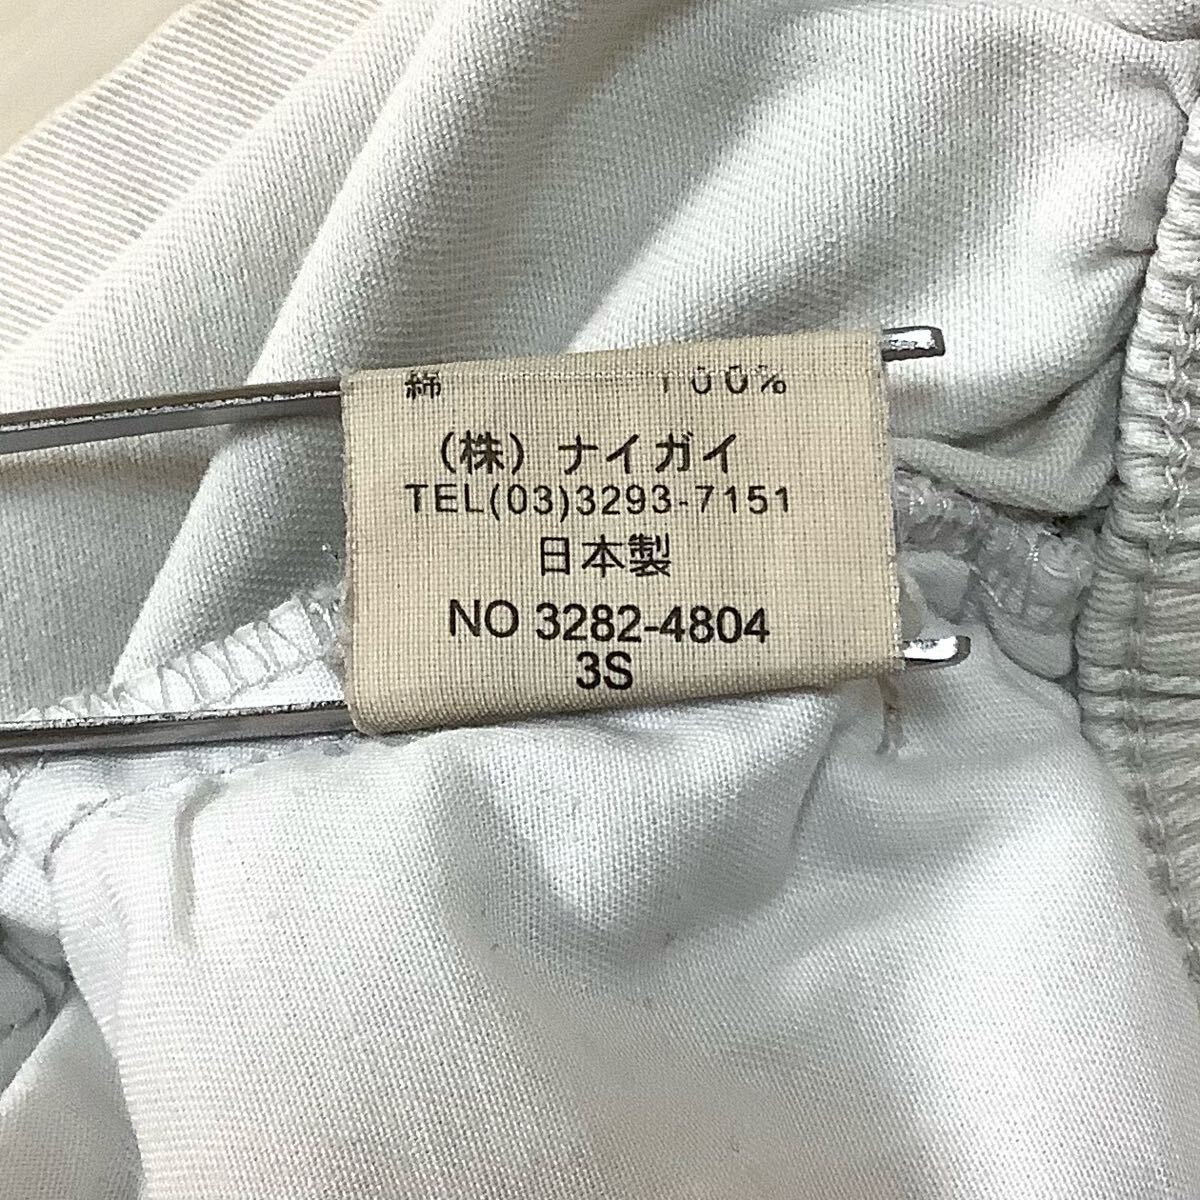 綿 100%
(株) ナイガイ
TEL(03)3293-7151
日本製
NO 3282-4804
3S